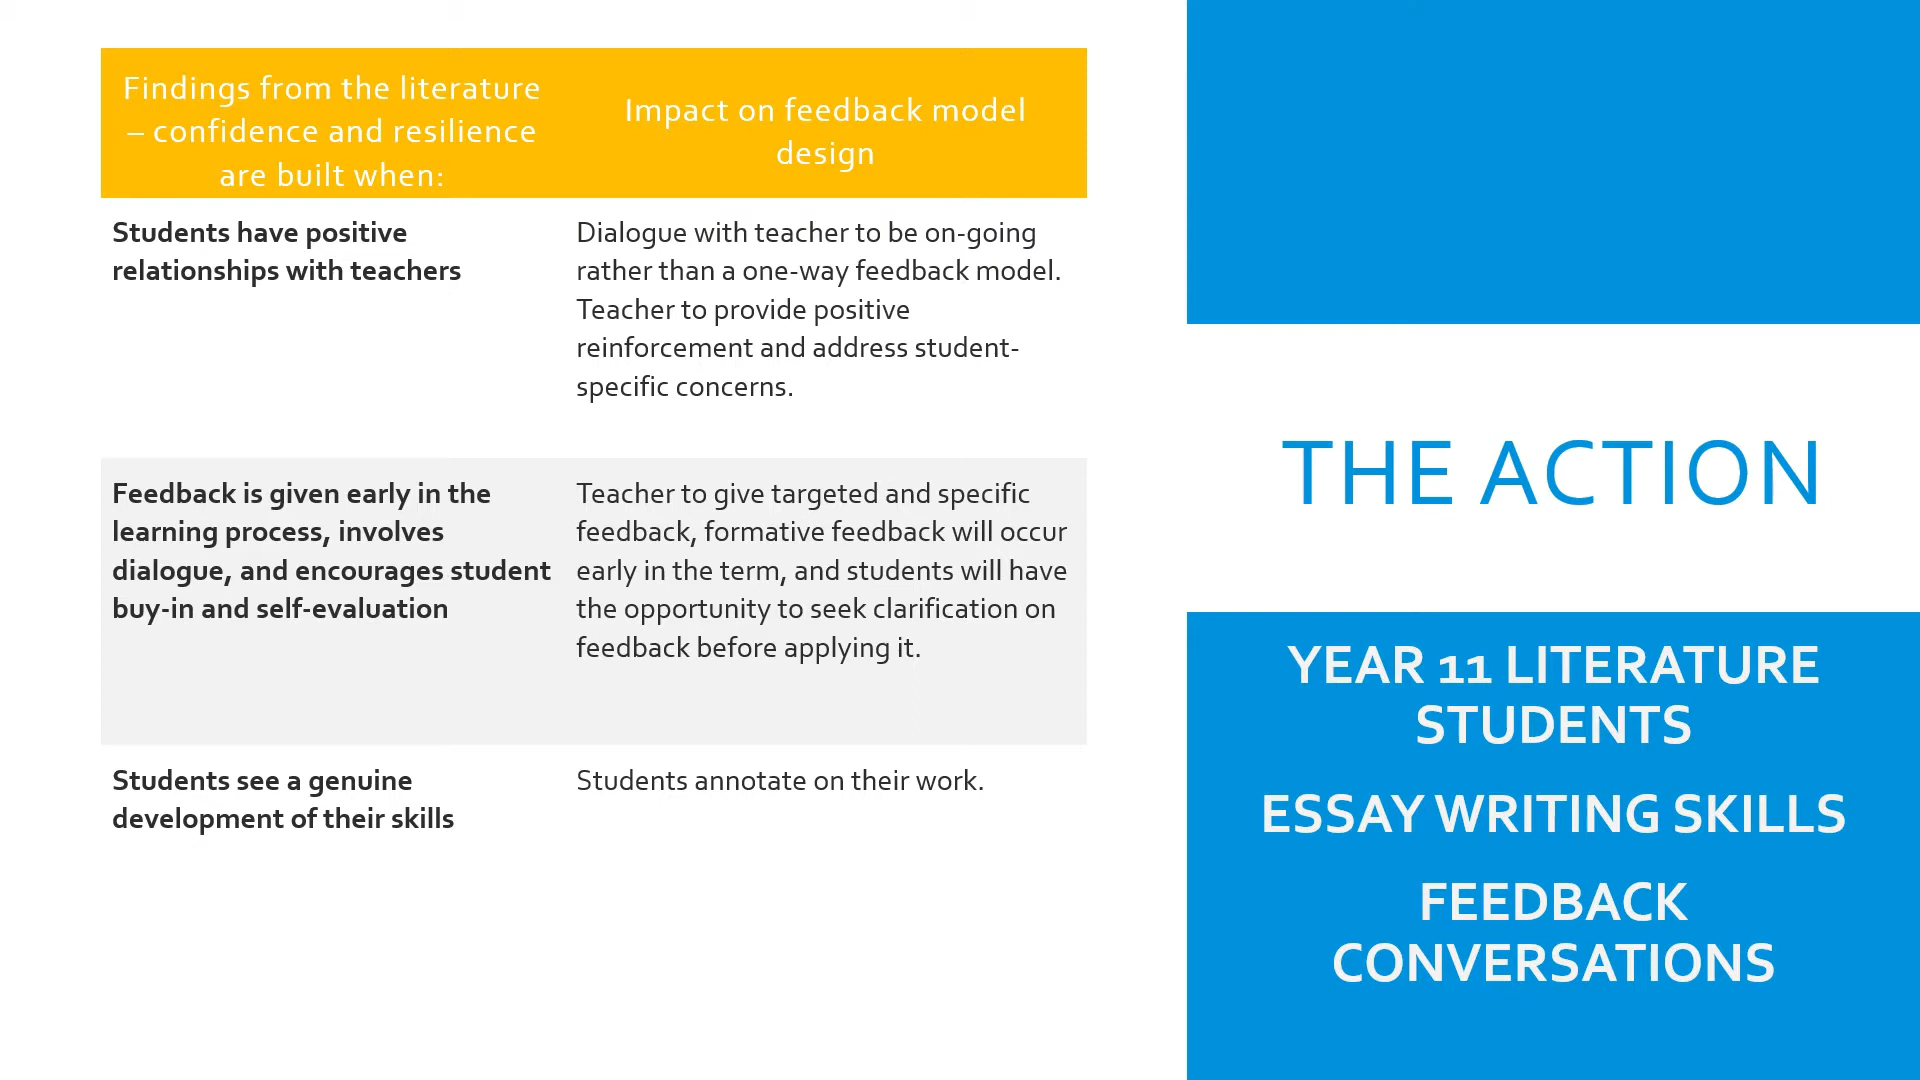 Findings from the literature
– confidence and resilience
are built when:
Impact on feedback model
design
Students have positive
relationships with teachers
Dialogue with teacher to be on-going
rather than a one-way feedback model.
Teacher to provide positive
reinforcement and address student-
specific concerns.
Feedback is given early in the
learning process, involves
dialogue, and encourages student
buy-in and self-evaluation
Teacher to give targeted and specific
feedback, formative feedback will occur
early in the term, and students will have
the opportunity to seek clarification on
feedback before applying it.
Students see a genuine
development of their skills
Students annotate on their work.
THE ACTION
YEAR 11 LITERATURE
STUDENTS
ESSAY WRITING SKILLS
FEEDBACK
CONVERSATIONS